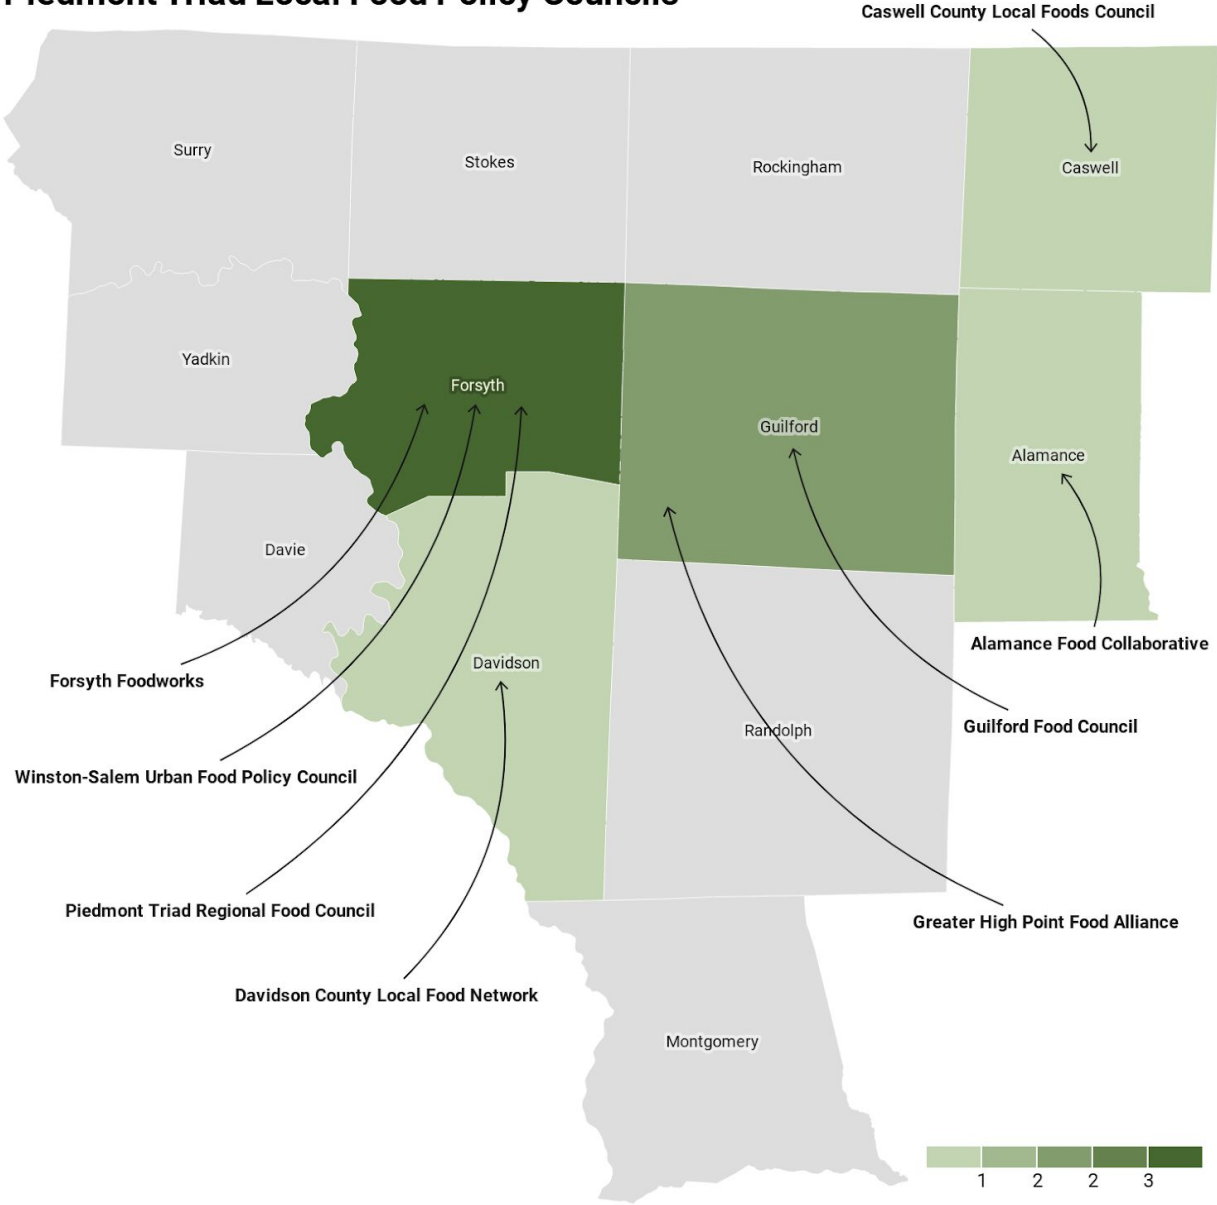 Piedmont Triad Local Food Policy Councils
Caswell County Local Foods Council
Surry
Stokes
Rockingham
Caswell
Yadkin
Forsyth
Guilford
Alamance
Davie
Alamance Food Collaborative
Davidson
Forsyth Foodworks
Guilford Food Council
Randolph
Winston-Salem Urban Food Policy Council
Piedmont Triad Regional Food Council
Greater High Point Food Alliance
Davidson County Local Food Network
Montgomery
1 2 2 3